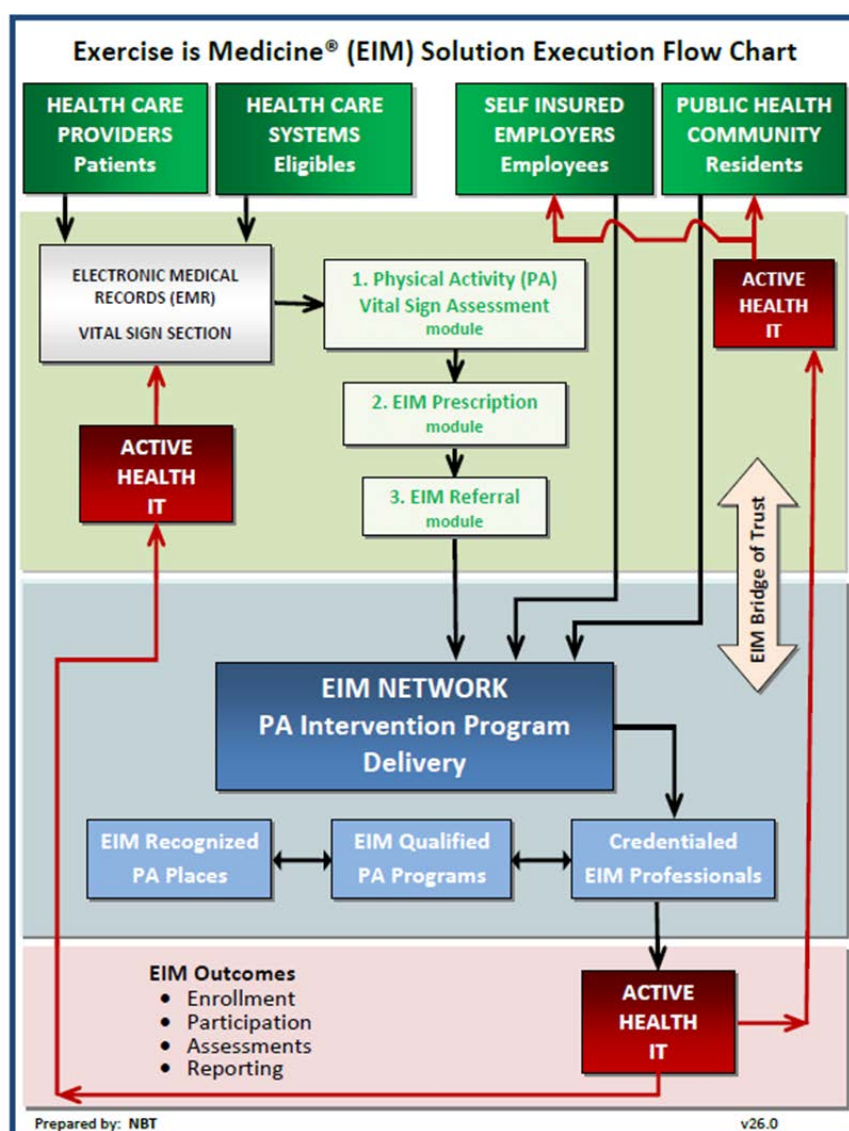 Exercise is Medicine® (EIM) Solution Execution Flow Chart
HEALTH CARE
PROVIDERS
Patients
HEALTH CARE
SYSTEMS
Eligibles
SELF INSURED
EMPLOYERS
Employees
PUBLIC HEALTH
COMMUNITY
Residents
ELECTRONIC MEDICAL
RECORDS (EMR)
VITAL SIGN SECTION
1. Physical Activity (PA)
Vital Sign Assessment
module
ACTIVE
HEALTH
IT
2. EIM Prescription
module
ACTIVE
HEALTH
IT
3. EIM Referral
module
EIM Bridge of Trust
EIM NETWORK
PA Intervention Program
Delivery
EIM Recognized
PA Places
EIM Qualified
PA Programs
Credentialed
EIM Professionals
EIM Outcomes
• Enrollment
• Participation
• Assessments
• Reporting
ACTIVE
HEALTH
IT
Prepared by: NBT
v26.0